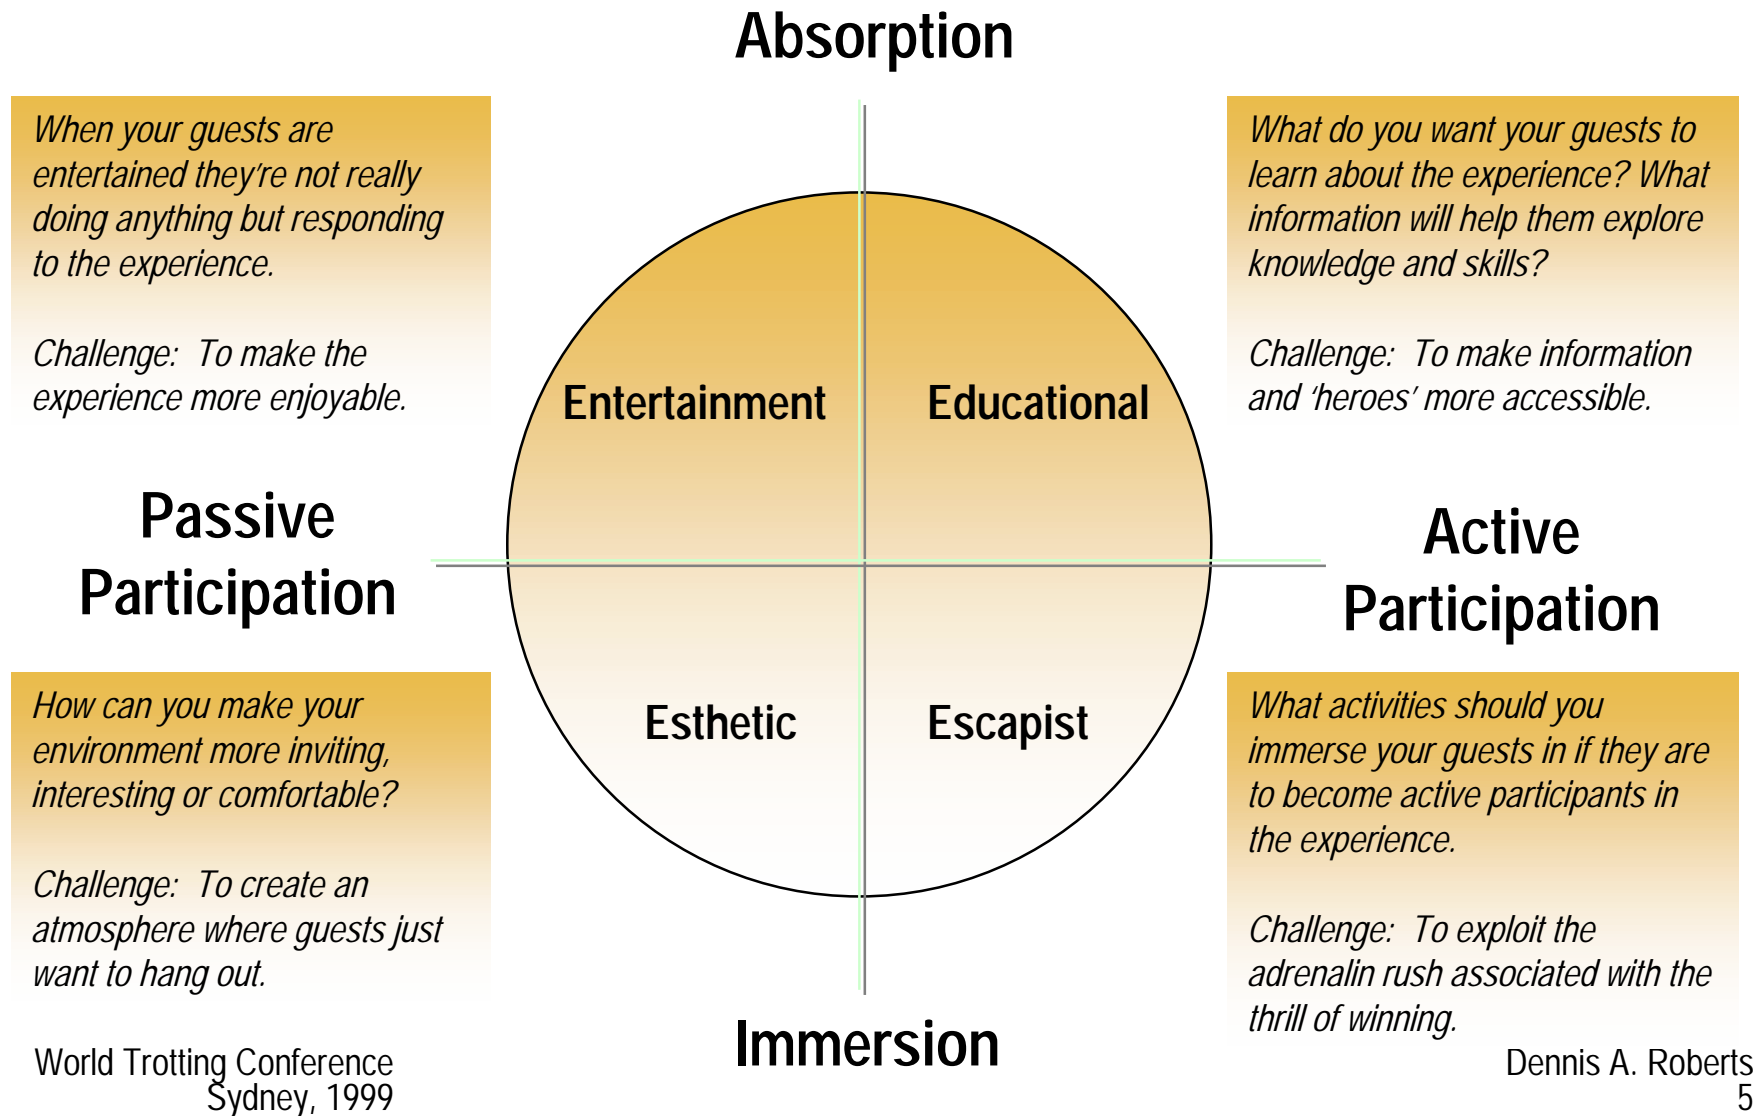 Absorption
When your guests are
entertained they're not really
doing anything but responding
to the experience.
Challenge:  To make the
experience more enjoyable.
What do you want your guests to
learn about the experience? What
information will help them explore
knowledge and skills?
Challenge:  To make information
and ‘heroes’ more accessible.
Entertainment
Educational
Passive
Participation
Active
Participation
Esthetic
Escapist
How can you make your
environment more inviting,
interesting or comfortable?
Challenge:  To create an
atmosphere where guests just
want to hang out.
What activities should you
immerse your guests in if they are
to become active participants in
the experience.
Challenge:  To exploit the
adrenalin rush associated with the
thrill of winning.
Immersion
World Trotting Conference
Sydney, 1999
Dennis A. Roberts
5